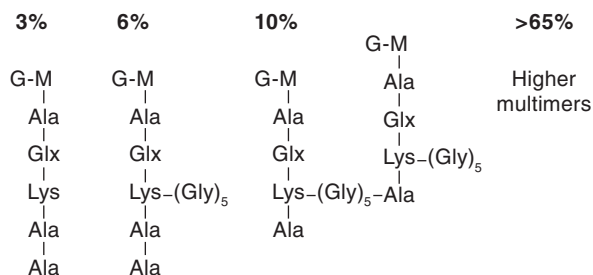 3% 6% 10% >65%
G-M
G-M G-M G-M Ala Higher
multimers
Ala Ala Ala Glx
Glx Glx Glx Lys–(Gly)5
Lys Lys–(Gly)5 Lys–(Gly)5–Ala
Ala Ala Ala
Ala Ala